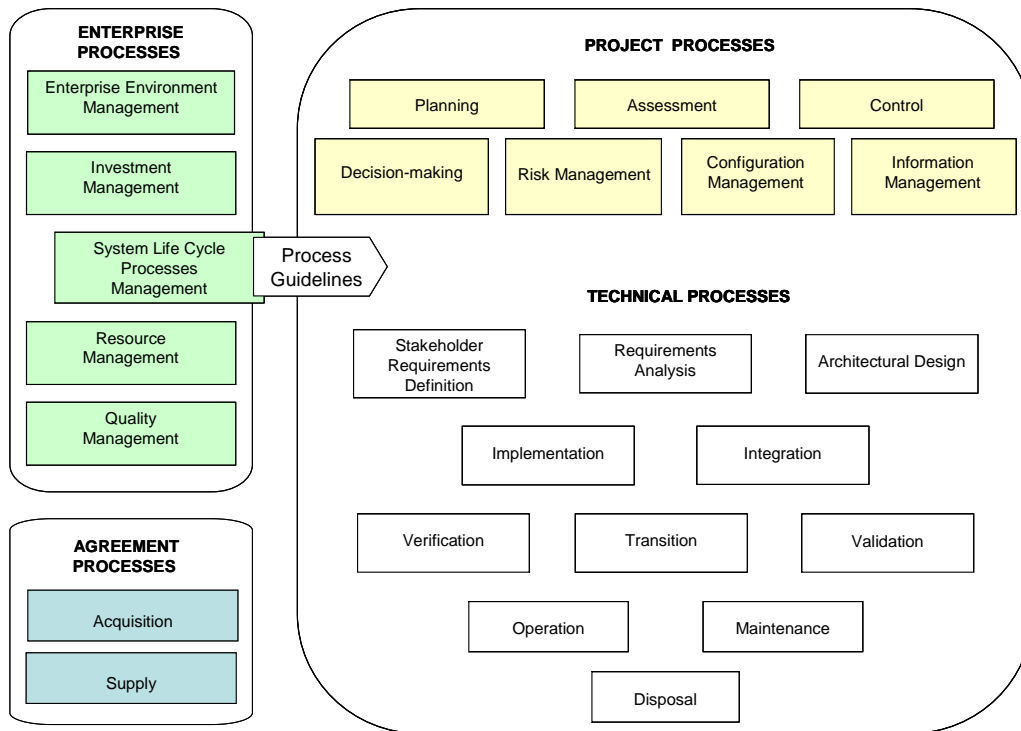 ENTERPRISE
PROCESSES
Enterprise Environment
Management
Investment
Management
System Life Cycle
Processes
Management
Resource
Management
Quality
Management
AGREEMENT
PROCESSES
Acquisition
Supply
Process
Guidelines
PROJECT PROCESSES
Planning
Assessment
Control
Decision-making
Risk Management
Configuration
Management
Information
Management
TECHNICAL PROCESSES
Stakeholder
Requirements
Definition
Requirements
Analysis
Architectural Design
Implementation
Integration
Verification
Transition
Validation
Operation
Maintenance
Disposal